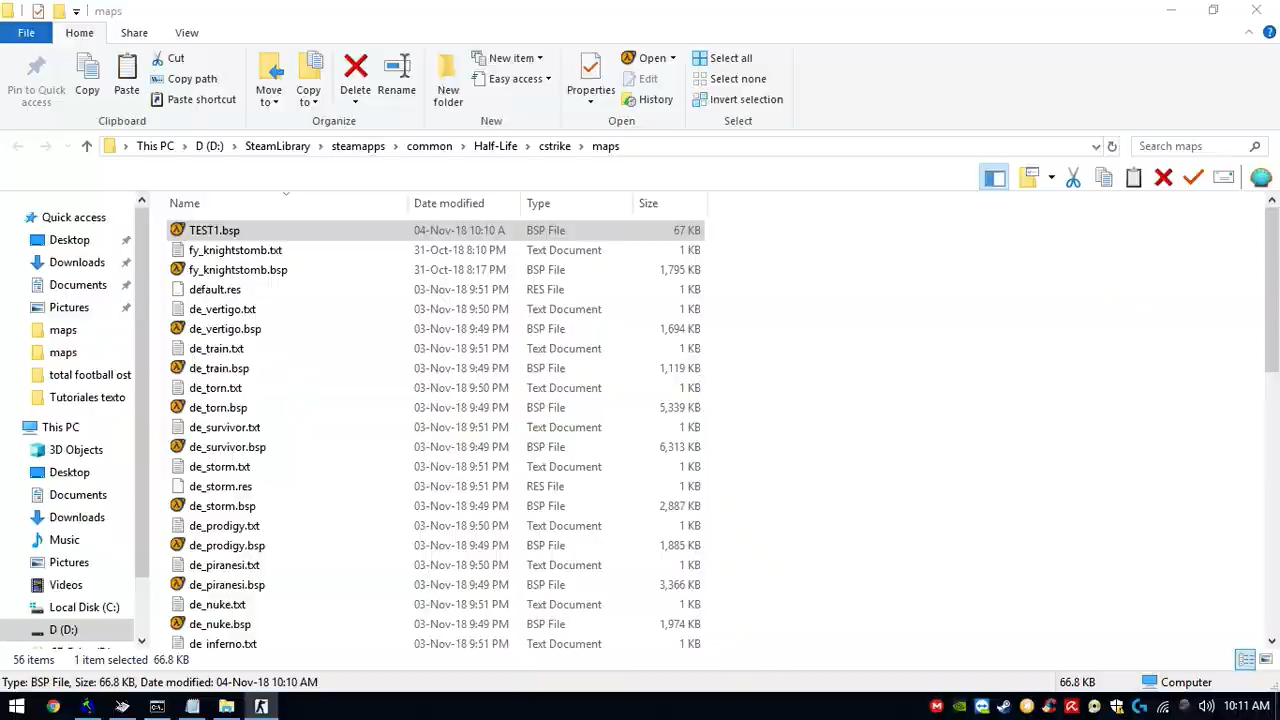 maps
File Home Share View
Pin to Quick access
Copy
Paste
Cut
Copy path
Paste shortcut
Clipboard
Move to
Copy to
Delete
Rename
Organize
New folder
New item
Easy access
New
Properties
Open
Edit
History
Open
Select all
Select none
Invert selection
Select
This PC D (D:) SteamLibrary steamapps common Half-Life cstrike maps
Search maps
Quick access
Desktop
Downloads
Documents
Pictures
maps
maps
total football ost
Tutoriales texto
This PC
3D Objects
Desktop
Documents
Downloads
Music
Pictures
Videos
Local Disk (C:)
D (D:)
Name Date modified Type Size
TEST1.bsp 04-Nov-18 10:10 A BSP File 67 KB
fy_knightstomb.txt 31-Oct-18 8:10 PM Text Document 1 KB
fy_knightstomb.bsp 31-Oct-18 8:17 PM BSP File 1,795 KB
default.res 03-Nov-18 9:51 PM RES File 1 KB
de_vertigo.txt 03-Nov-18 9:50 PM Text Document 1 KB
de_vertigo.bsp 03-Nov-18 9:49 PM BSP File 1,694 KB
de_train.txt 03-Nov-18 9:51 PM Text Document 1 KB
de_train.bsp 03-Nov-18 9:49 PM BSP File 1,119 KB
de_torn.txt 03-Nov-18 9:50 PM Text Document 1 KB
de_torn.bsp 03-Nov-18 9:49 PM BSP File 5,339 KB
de_survivor.txt 03-Nov-18 9:51 PM Text Document 1 KB
de_survivor.bsp 03-Nov-18 9:49 PM BSP File 6,313 KB
de_storm.txt 03-Nov-18 9:51 PM Text Document 1 KB
de_storm.res 03-Nov-18 9:51 PM RES File 1 KB
de_storm.bsp 03-Nov-18 9:49 PM BSP File 2,887 KB
de_prodigy.txt 03-Nov-18 9:50 PM Text Document 1 KB
de_prodigy.bsp 03-Nov-18 9:49 PM BSP File 1,885 KB
de_piranesi.txt 03-Nov-18 9:50 PM Text Document 1 KB
de_piranesi.bsp 03-Nov-18 9:49 PM BSP File 3,366 KB
de_nuke.txt 03-Nov-18 9:51 PM Text Document 1 KB
de_nuke.bsp 03-Nov-18 9:49 PM BSP File 1,974 KB
de_inferno.txt 03-Nov-18 9:51 PM Text Document 1 KB
56 items 1 item selected 66.8 KB
Type: BSP File, Size: 66.8 KB, Date modified: 04-Nov-18 10:10 AM 66.8 KB Computer
10:11 AM